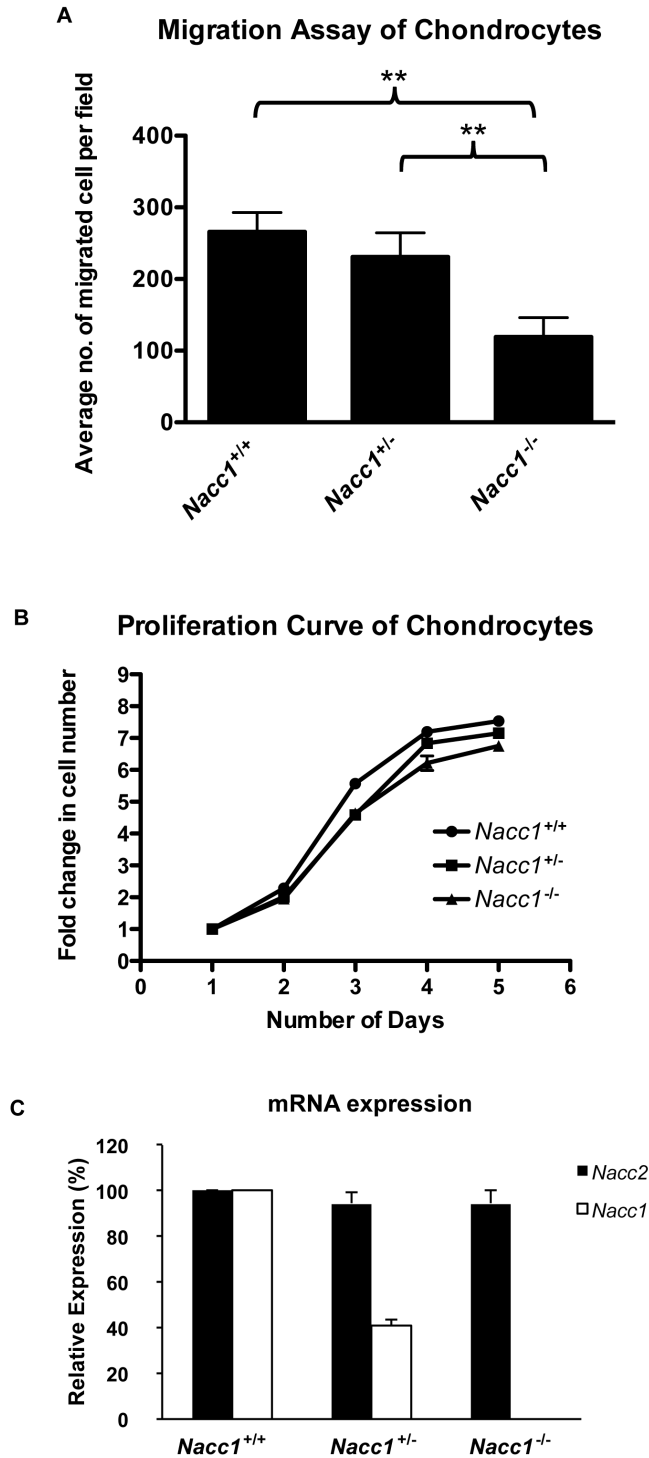 A
Migration Assay of Chondrocytes
**
**
Average no. of migrated cell per field
400
300
200
100
0
Nacc1+/+
Nacc1+/-
Nacc1-/-
B
Proliferation Curve of Chondrocytes
Fold change in cell number
9
8
7
6
5
4
3
2
1
0
Nacc1+/+
Nacc1+/-
Nacc1-/-
0 1 2 3 4 5 6
Number of Days
C
mRNA expression
Relative Expression (%)
120
100
80
60
40
20
0
Nacc2
Nacc1
Nacc1+/+ Nacc1+/- Nacc1-/-